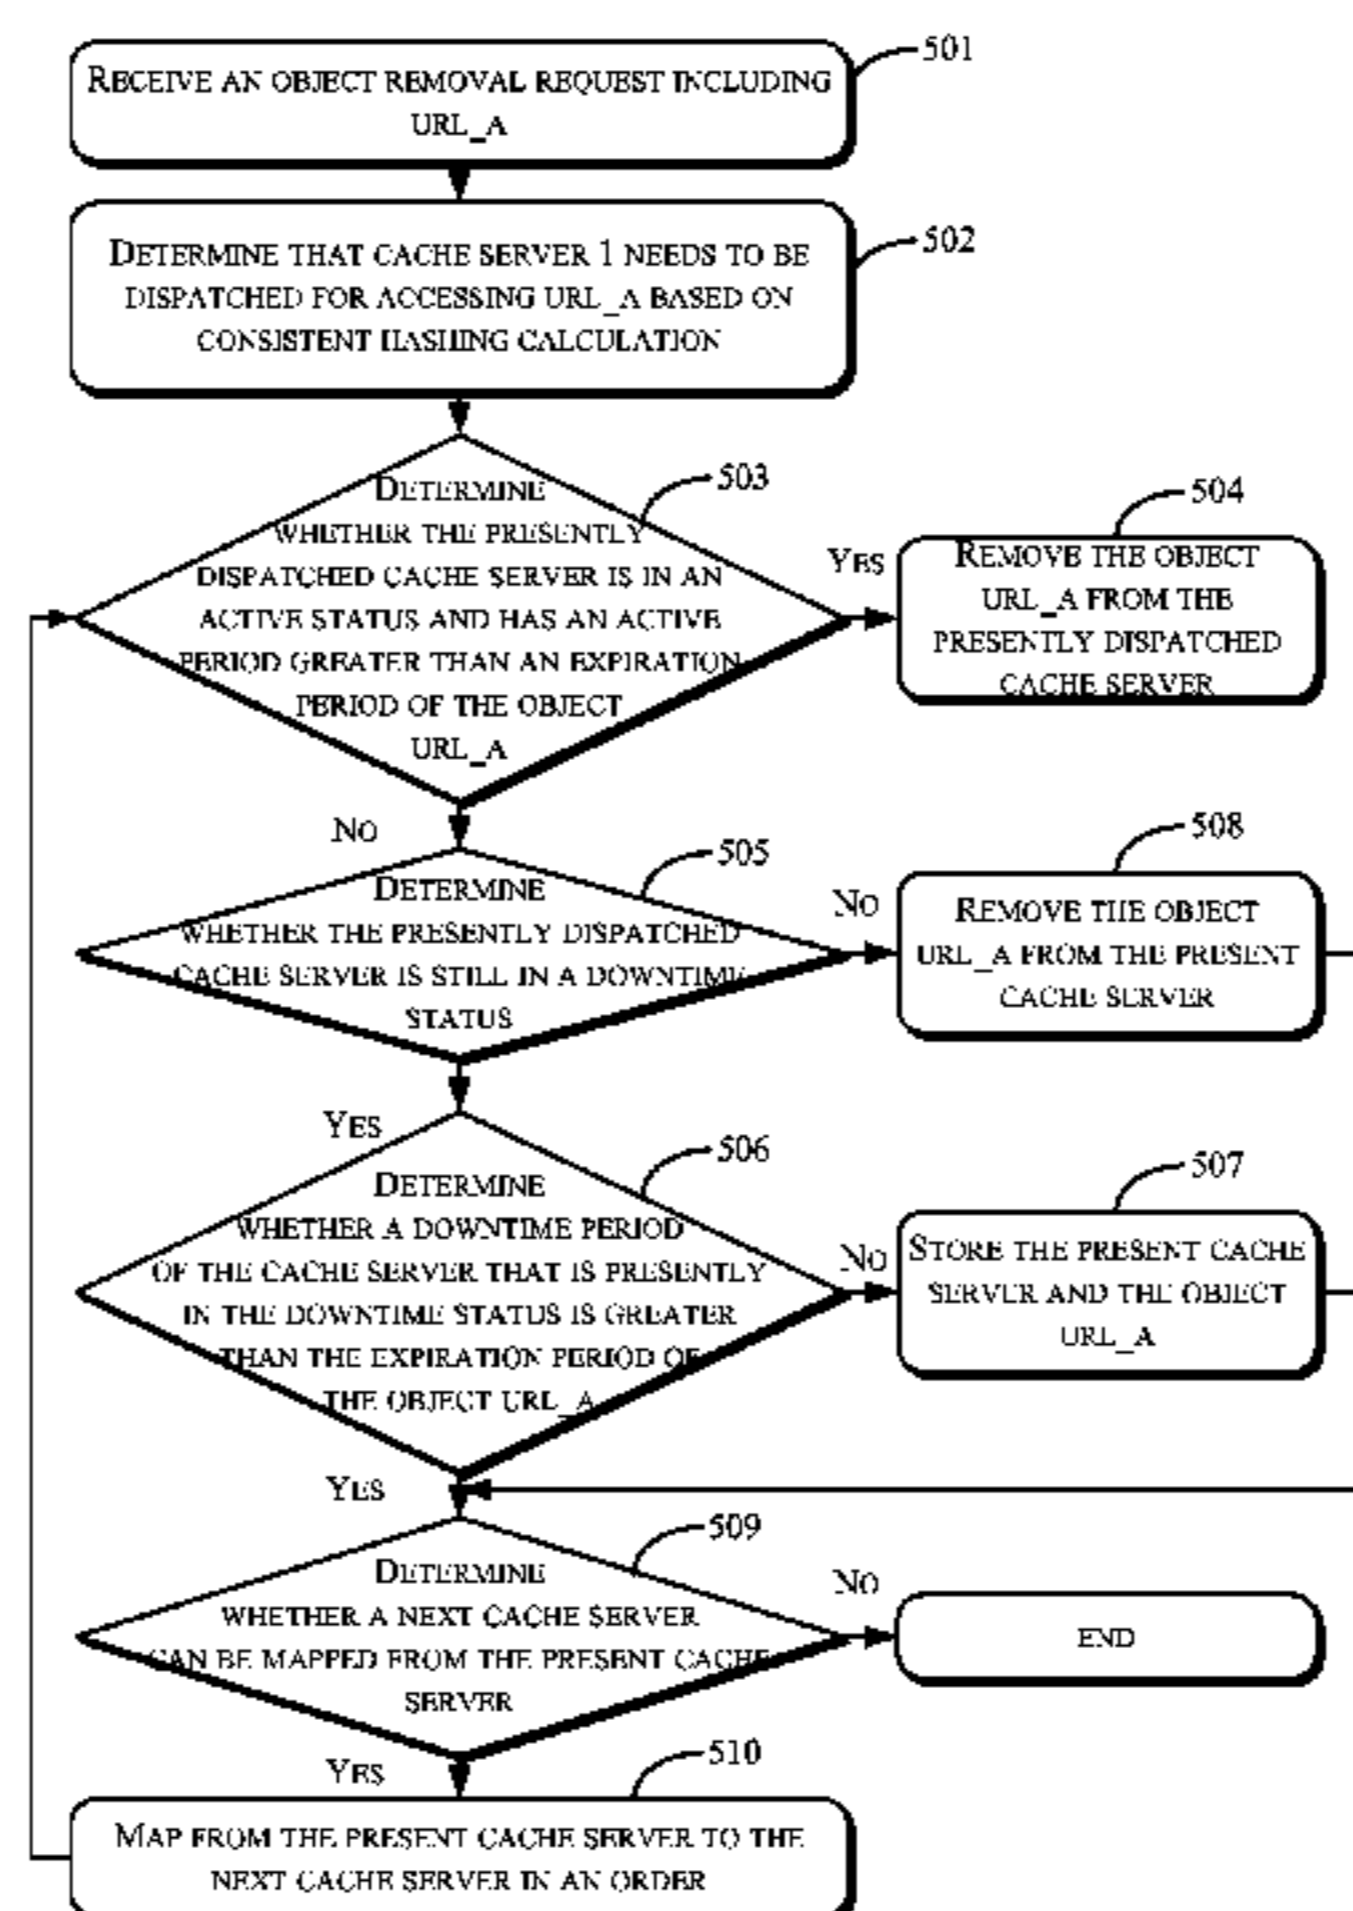 501
RECEIVE AN OBJECT REMOVAL REQUEST INCLUDING
URL_A
502
DETERMINE THAT CACHE SERVER 1 NEEDS TO BE
DISPATCHED FOR ACCESSING URL_A BASED ON
CONSISTENT HASHING CALCULATION
503
DETERMINE
WHETHER THE PRESENTLY
DISPATCHED CACHE SERVER IS IN AN
ACTIVE STATUS AND HAS AN ACTIVE
PERIOD GREATER THAN AN EXPIRATION
PERIOD OF THE OBJECT
URL_A
YES
504
REMOVE THE OBJECT
URL_A FROM THE
PRESENTLY DISPATCHED
CACHE SERVER
NO
505
DETERMINE
WHETHER THE PRESENTLY DISPATCHED
CACHE SERVER IS STILL IN A DOWNTIME
STATUS
NO
508
REMOVE THE OBJECT
URL_A FROM THE PRESENT
CACHE SERVER
YES
506
DETERMINE
WHETHER A DOWNTIME PERIOD
OF THE CACHE SERVER THAT IS PRESENTLY
IN THE DOWNTIME STATUS IS GREATER
THAN THE EXPIRATION PERIOD OF
THE OBJECT URL_A
NO
507
STORE THE PRESENT CACHE
SERVER AND THE OBJECT
URL_A
YES
509
DETERMINE
WHETHER A NEXT CACHE SERVER
CAN BE MAPPED FROM THE PRESENT CACHE
SERVER
NO
END
YES
510
MAP FROM THE PRESENT CACHE SERVER TO THE
NEXT CACHE SERVER IN AN ORDER